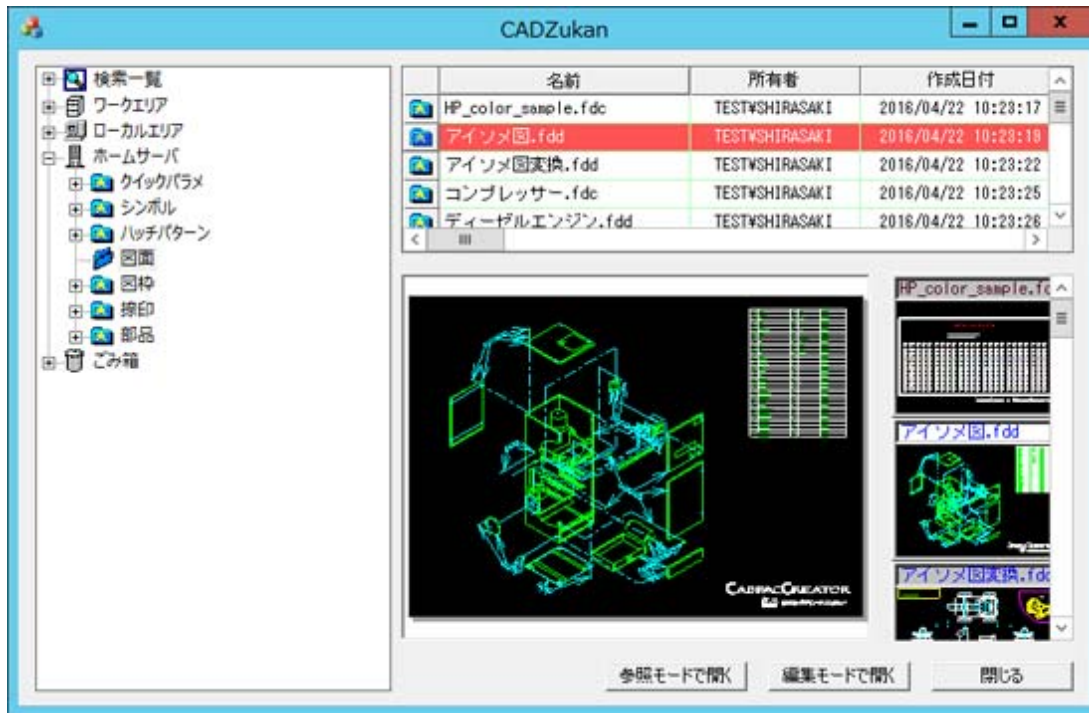 CADZukan
検索一覧
ワークエリア
ローカルエリア
ホームサーバ
クイックパラメ
シンボル
ハッチパターン
図面
図枠
捺印
部品
ごみ箱
名前 所有者 作成日付
HP_color_sample.fdc TEST¥SHIRASAKI 2016/04/22 10:23:17
アイソメ図.fdd TEST¥SHIRASAKI 2016/04/22 10:23:19
アイソメ図変換.fdd TEST¥SHIRASAKI 2016/04/22 10:23:22
コンプレッサー.fdc TEST¥SHIRASAKI 2016/04/22 10:23:25
ディーゼルエンジン.fdd TEST¥SHIRASAKI 2016/04/22 10:23:26
CADPACCREATOR
HP_color_sample.fc
アイソメ図.fdd
アイソメ図変換.fdc
参照モードで開く 編集モードで開く 閉じる